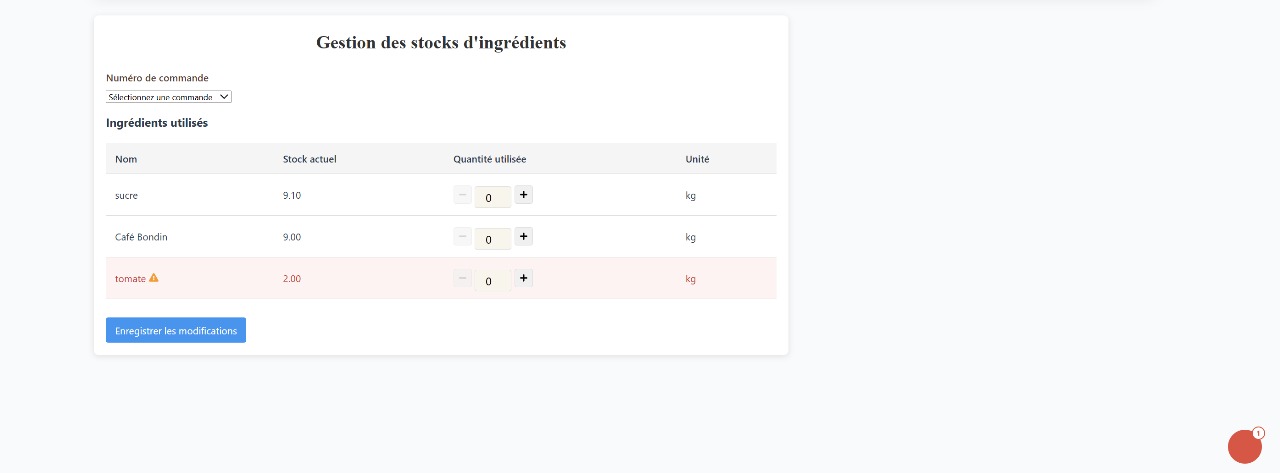 Gestion des stocks d'ingrédients
Numéro de commande
Sélectionnez une commande
Ingrédients utilisés
Nom Stock actuel Quantité utilisée Unité
sucre 9.10 − 0 + kg
Café Bondin 9.00 − 0 + kg
tomate 2.00 − 0 + kg
Enregistrer les modifications
1